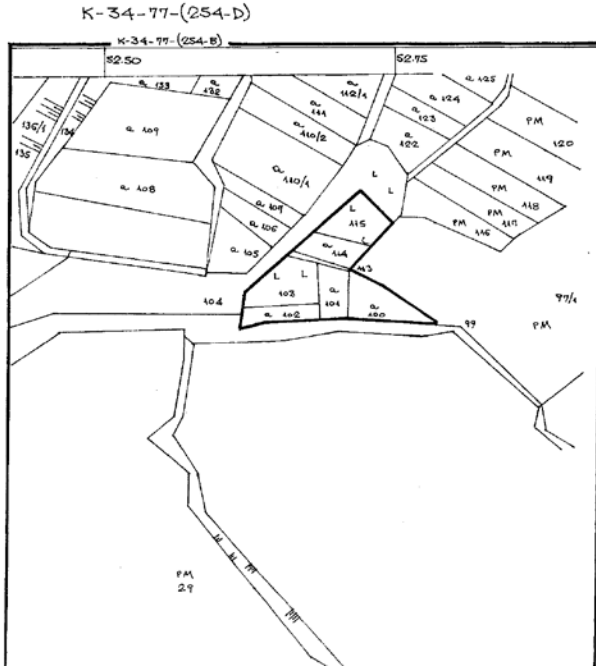 K-34-77-(254-D)
K-34-77-(254-B)
52.50
52.75
a 133
a 132
a 112/1
a 125
a 124
a 123
a 122
a 111
a 110/2
a 110/1
a 109
a 106
a 105
136/1
134
135
a 109
a 108
PM 120
PM 119
PM 118
PM 117
PM 116
L
L
L 115
L
a 114
113
L L
103
a 101
a 102
a 100
104
99
97/1
PM
PM
29